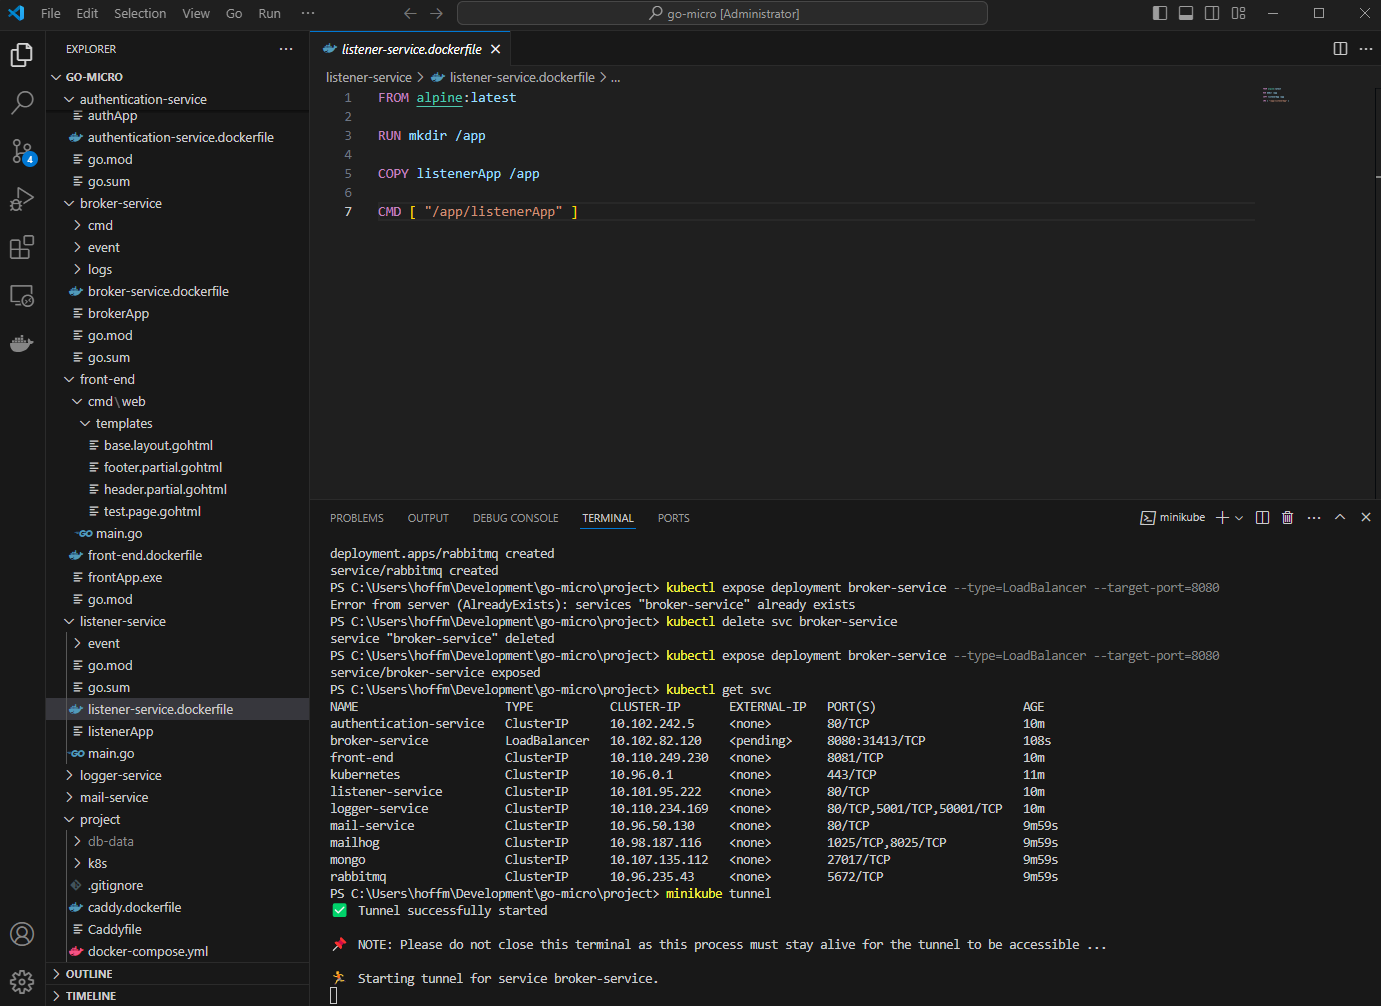 File Edit Selection View Go Run ... go-micro [Administrator]
EXPLORER
GO-MICRO
authentication-service
authApp
authentication-service.dockerfile
go.mod
go.sum
broker-service
cmd
event
logs
broker-service.dockerfile
brokerApp
go.mod
go.sum
front-end
cmd\web
templates
base.layout.gohtml
footer.partial.gohtml
header.partial.gohtml
test.page.gohtml
main.go
front-end.dockerfile
frontApp.exe
go.mod
listener-service
event
go.mod
go.sum
listener-service.dockerfile
listenerApp
main.go
logger-service
mail-service
project
db-data
k8s
.gitignore
caddy.dockerfile
Caddyfile
docker-compose.yml
OUTLINE
TIMELINE
4
listener-service.dockerfile
listener-service > listener-service.dockerfile > ...
1 FROM alpine:latest
2
3 RUN mkdir /app
4
5 COPY listenerApp /app
6
7 CMD [ "/app/listenerApp" ]
PROBLEMS OUTPUT DEBUG CONSOLE TERMINAL PORTS minikube
deployment.apps/rabbitmq created
service/rabbitmq created
PS C:\Users\hoffm\Development\go-micro\project> kubectl expose deployment broker-service --type=LoadBalancer --target-port=8080
Error from server (AlreadyExists): services "broker-service" already exists
PS C:\Users\hoffm\Development\go-micro\project> kubectl delete svc broker-service
service "broker-service" deleted
PS C:\Users\hoffm\Development\go-micro\project> kubectl expose deployment broker-service --type=LoadBalancer --target-port=8080
service/broker-service exposed
PS C:\Users\hoffm\Development\go-micro\project> kubectl get svc
NAME TYPE CLUSTER-IP EXTERNAL-IP PORT(S) AGE
authentication-service ClusterIP 10.102.242.5 <none> 80/TCP 10m
broker-service LoadBalancer 10.102.82.120 <pending> 8080:31413/TCP 108s
front-end ClusterIP 10.110.249.230 <none> 8081/TCP 10m
kubernetes ClusterIP 10.96.0.1 <none> 443/TCP 11m
listener-service ClusterIP 10.101.95.222 <none> 80/TCP 10m
logger-service ClusterIP 10.110.234.169 <none> 80/TCP,5001/TCP,50001/TCP 10m
mail-service ClusterIP 10.96.50.130 <none> 80/TCP 9m59s
mailhog ClusterIP 10.98.187.116 <none> 1025/TCP,8025/TCP 9m59s
mongo ClusterIP 10.107.135.112 <none> 27017/TCP 9m59s
rabbitmq ClusterIP 10.96.235.43 <none> 5672/TCP 9m59s
PS C:\Users\hoffm\Development\go-micro\project> minikube tunnel
✅ Tunnel successfully started
📌 NOTE: Please do not close this terminal as this process must stay alive for the tunnel to be accessible ...
🏃 Starting tunnel for service broker-service.